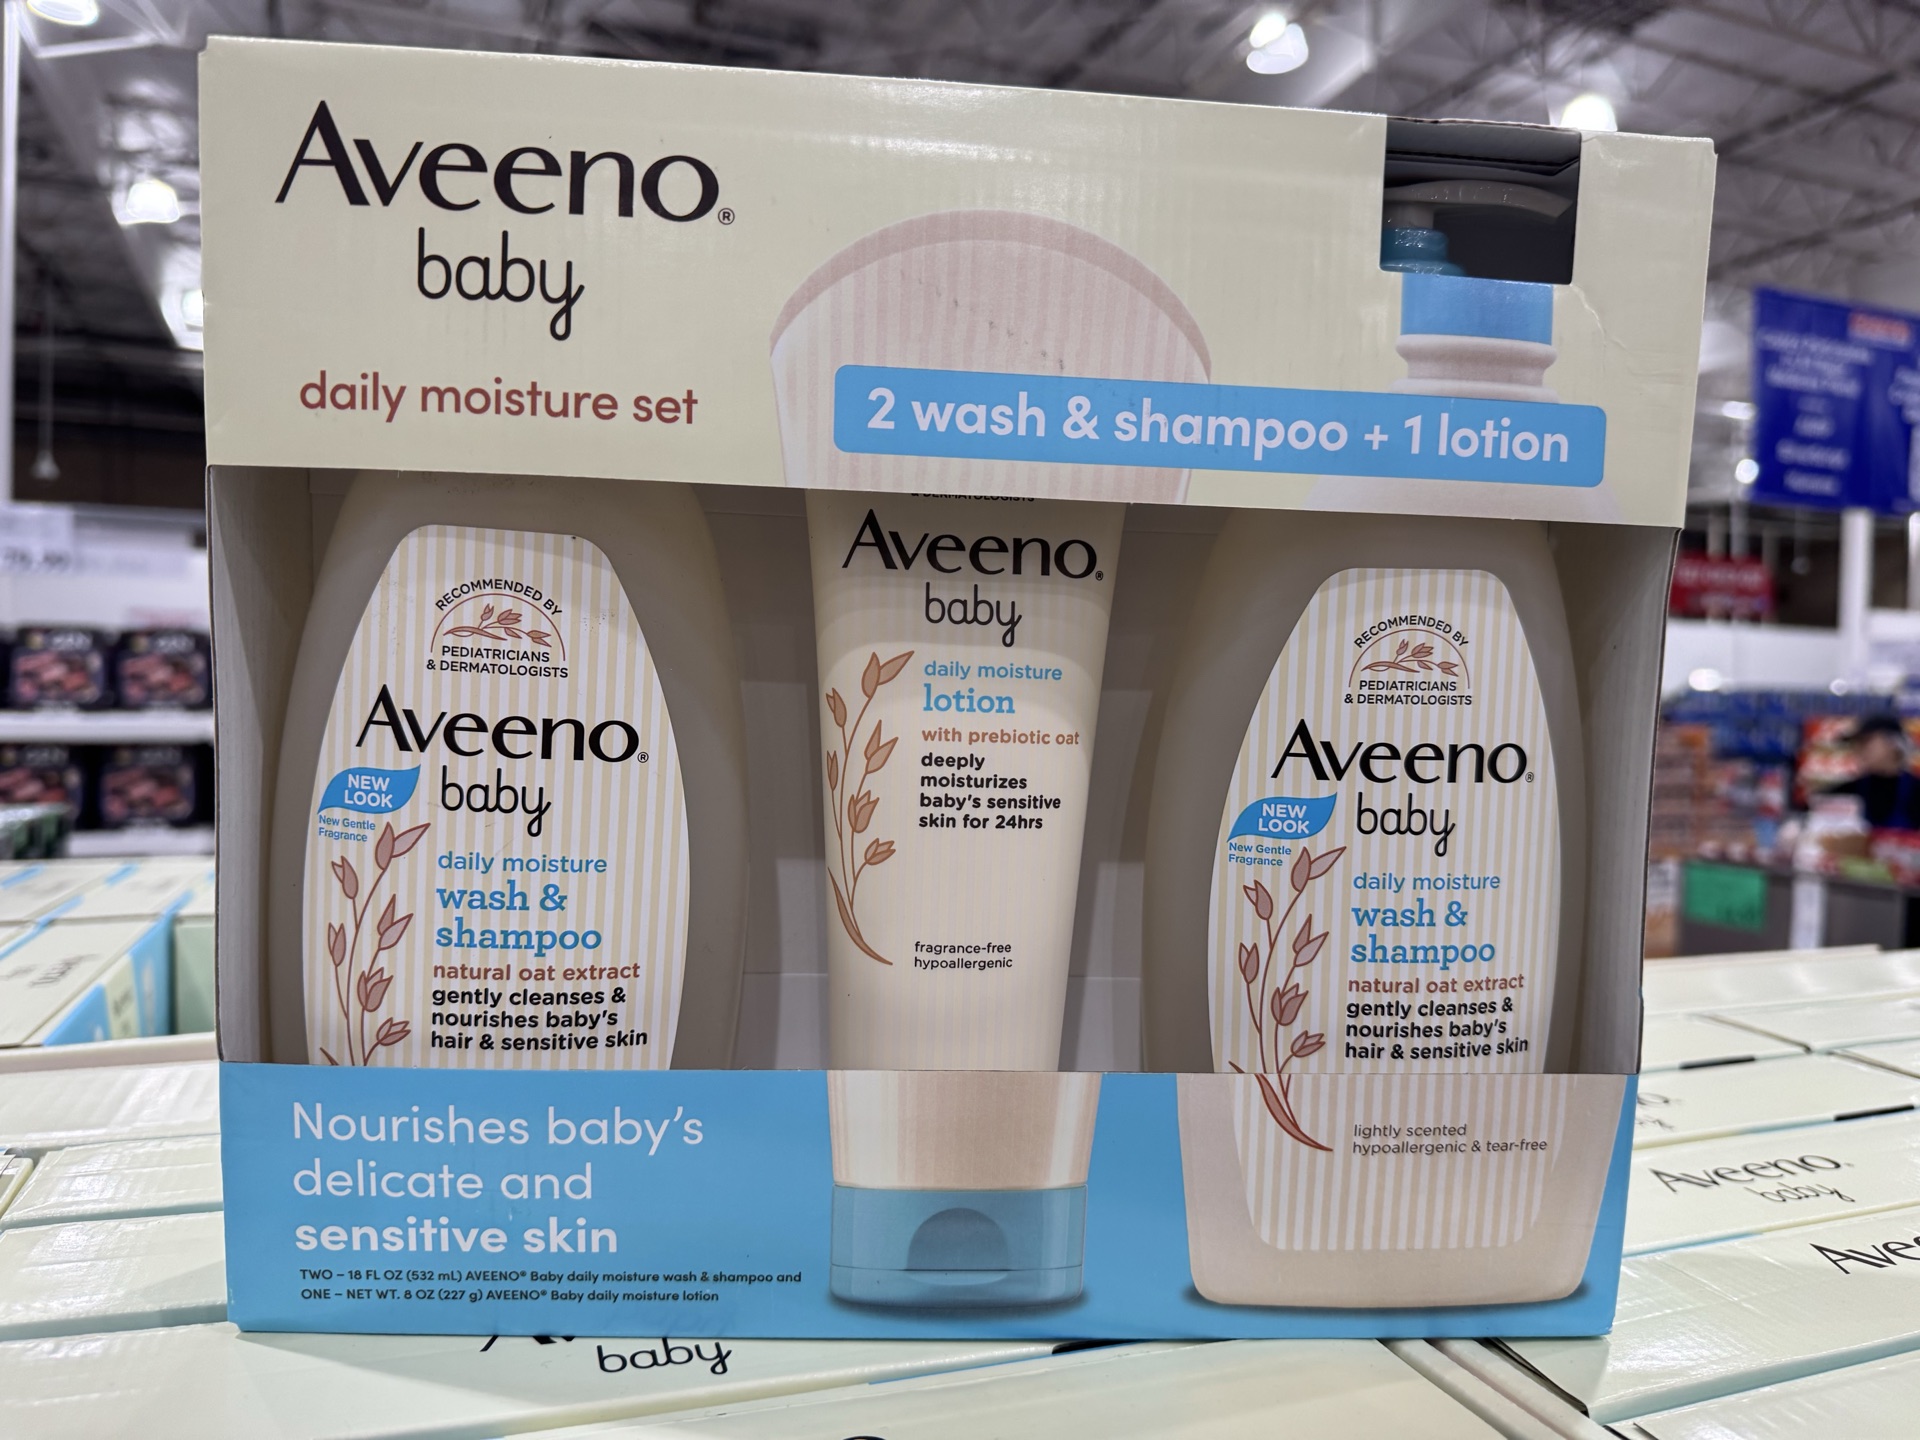 Aveeno®
baby
daily moisture set
2 wash & shampoo + 1 lotion
RECOMMENDED BY
PEDIATRICIANS
& DERMATOLOGISTS
Aveeno®
baby
NEW
LOOK
New Gentle
Fragrance
daily moisture
wash &
shampoo
natural oat extract
gently cleanses &
nourishes baby's
hair & sensitive skin
& DERMATOLOGISTS
Aveeno®
baby
daily moisture
lotion
with prebiotic oat
deeply
moisturizes
baby's sensitive
skin for 24hrs
fragrance-free
hypoallergenic
RECOMMENDED BY
PEDIATRICIANS
& DERMATOLOGISTS
Aveeno®
baby
NEW
LOOK
New Gentle
Fragrance
daily moisture
wash &
shampoo
natural oat extract
gently cleanses &
nourishes baby's
hair & sensitive skin
lightly scented
hypoallergenic & tear-free
Nourishes baby's
delicate and
sensitive skin
TWO – 18 FL OZ (532 mL) AVEENO® Baby daily moisture wash & shampoo and
ONE – NET WT. 8 OZ (227 g) AVEENO® Baby daily moisture lotion
baby
Aveeno®
baby